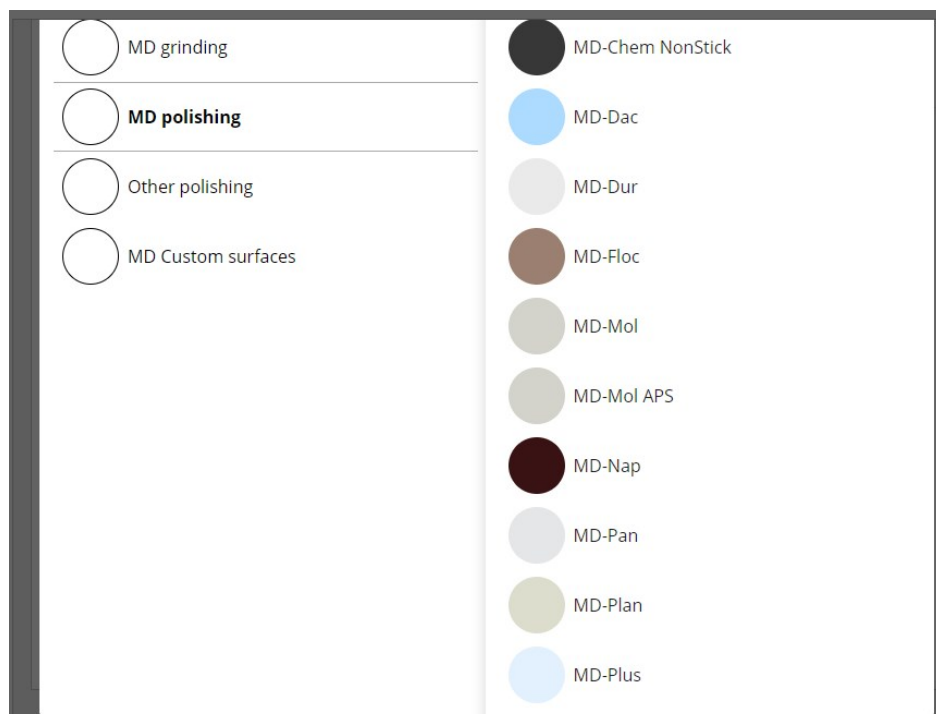 MD grinding
MD polishing
Other polishing
MD Custom surfaces
MD-Chem NonStick
MD-Dac
MD-Dur
MD-Floc
MD-Mol
MD-Mol APS
MD-Nap
MD-Pan
MD-Plan
MD-Plus